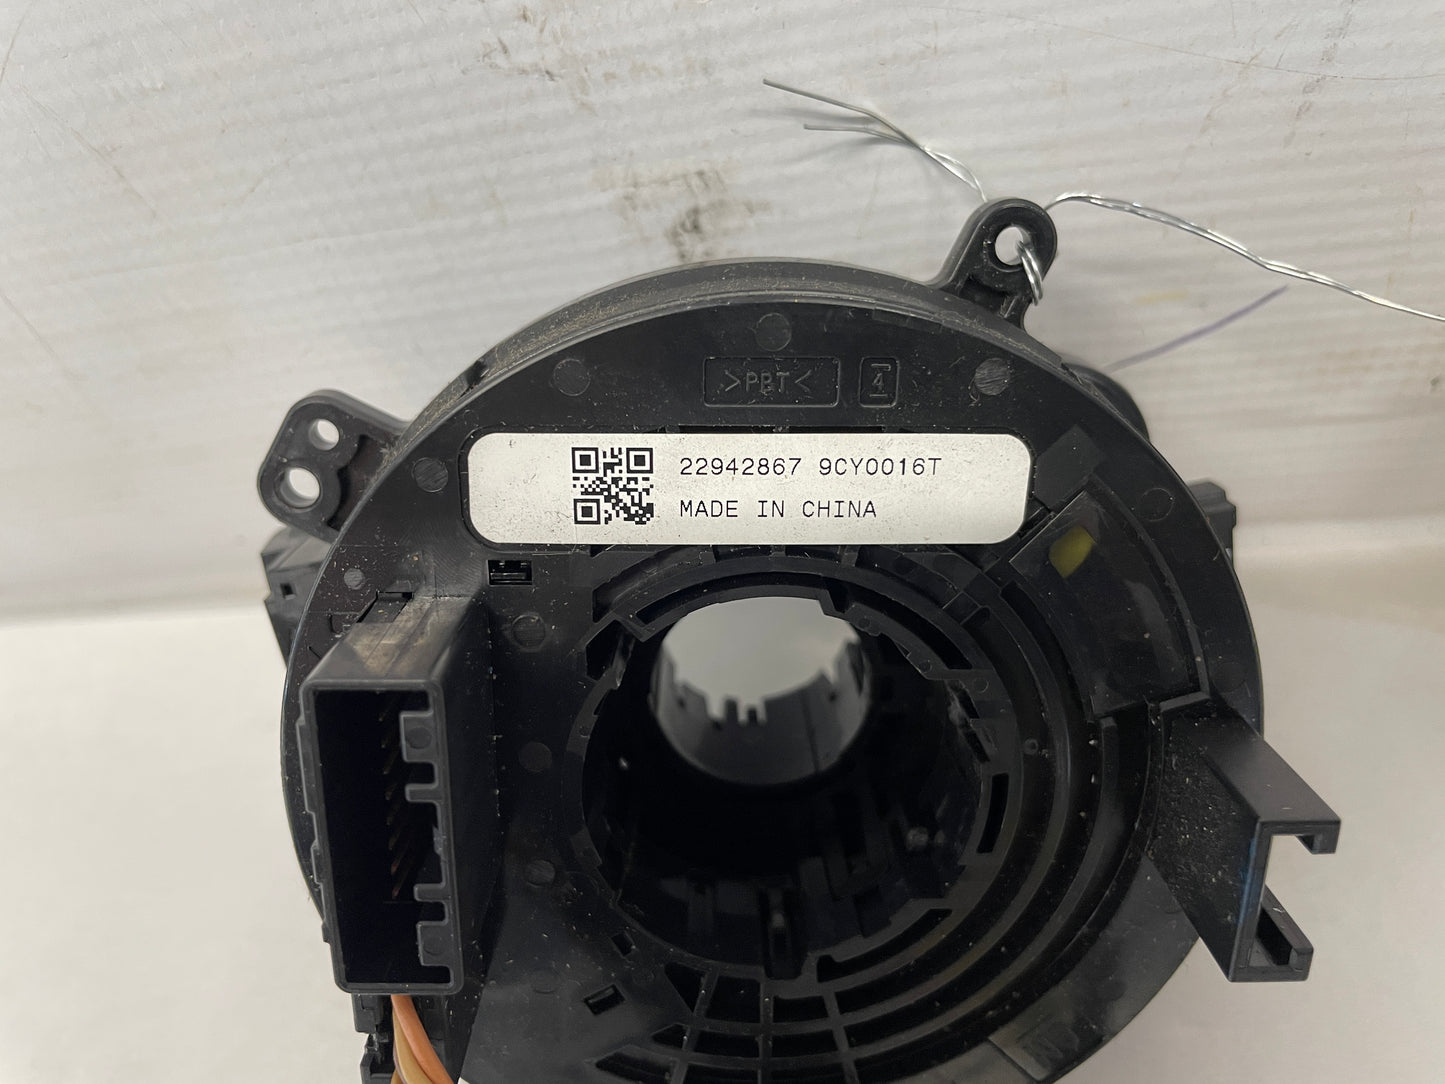 >PBT<
4
22942867 9CY0016T
MADE IN CHINA